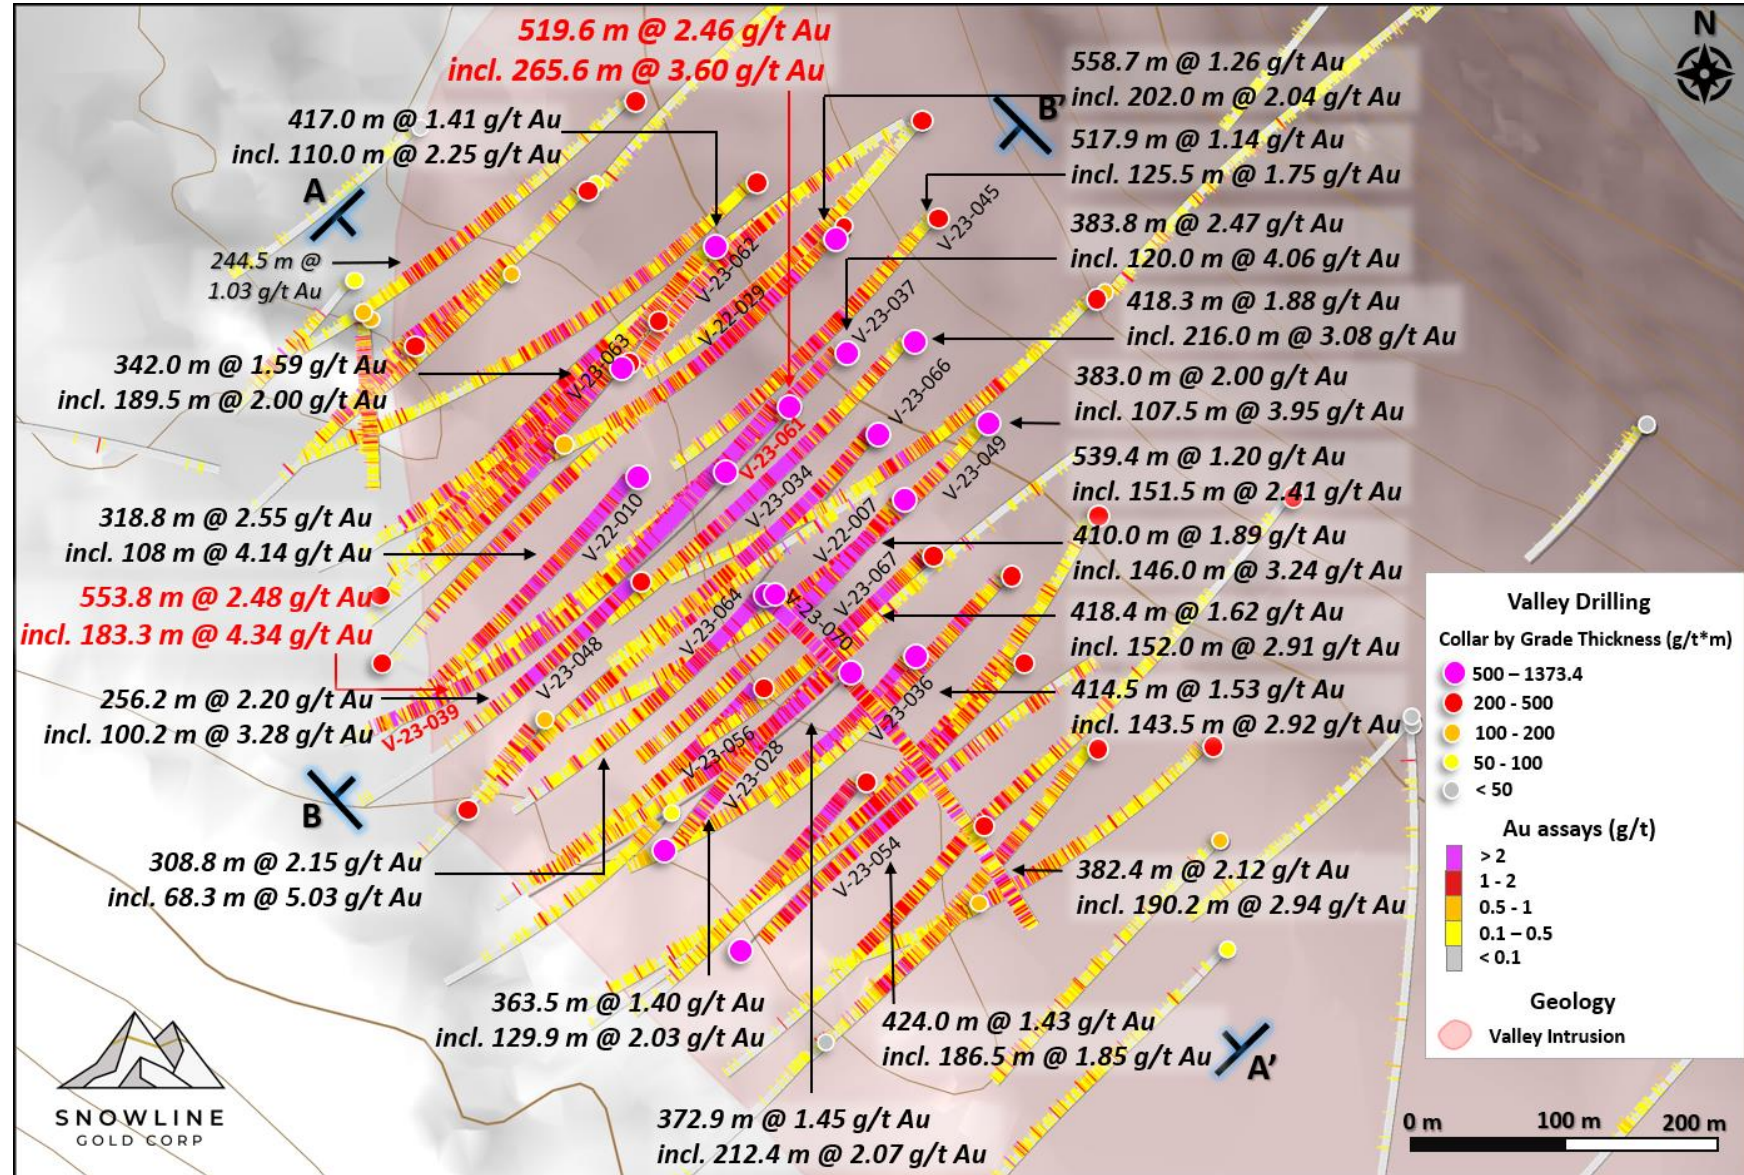 519.6 m @ 2.46 g/t Au
incl. 265.6 m @ 3.60 g/t Au
N
417.0 m @ 1.41 g/t Au
incl. 110.0 m @ 2.25 g/t Au
558.7 m @ 1.26 g/t Au
incl. 202.0 m @ 2.04 g/t Au
B'
517.9 m @ 1.14 g/t Au
incl. 125.5 m @ 1.75 g/t Au
A
V-23-045
383.8 m @ 2.47 g/t Au
incl. 120.0 m @ 4.06 g/t Au
244.5 m @
1.03 g/t Au
V-23-062
V-22-029
V-23-037
418.3 m @ 1.88 g/t Au
incl. 216.0 m @ 3.08 g/t Au
342.0 m @ 1.59 g/t Au
incl. 189.5 m @ 2.00 g/t Au
V-23-063
V-23-066
383.0 m @ 2.00 g/t Au
incl. 107.5 m @ 3.95 g/t Au
V-23-061
V-23-034
V-23-049
539.4 m @ 1.20 g/t Au
incl. 151.5 m @ 2.41 g/t Au
318.8 m @ 2.55 g/t Au
incl. 108 m @ 4.14 g/t Au
V-22-010
V-22-007
410.0 m @ 1.89 g/t Au
incl. 146.0 m @ 3.24 g/t Au
553.8 m @ 2.48 g/t Au
incl. 183.3 m @ 4.34 g/t Au
V-23-064
V-23-067
V-23-070
418.4 m @ 1.62 g/t Au
incl. 152.0 m @ 2.91 g/t Au
256.2 m @ 2.20 g/t Au
incl. 100.2 m @ 3.28 g/t Au
V-23-048
V-23-039
V-23-036
414.5 m @ 1.53 g/t Au
incl. 143.5 m @ 2.92 g/t Au
V-23-056
V-23-028
B
308.8 m @ 2.15 g/t Au
incl. 68.3 m @ 5.03 g/t Au
V-23-054
382.4 m @ 2.12 g/t Au
incl. 190.2 m @ 2.94 g/t Au
363.5 m @ 1.40 g/t Au
incl. 129.9 m @ 2.03 g/t Au
424.0 m @ 1.43 g/t Au
incl. 186.5 m @ 1.85 g/t Au
A'
372.9 m @ 1.45 g/t Au
incl. 212.4 m @ 2.07 g/t Au
Valley Drilling
Collar by Grade Thickness (g/t*m)
500 – 1373.4
200 - 500
100 - 200
50 - 100
< 50
Au assays (g/t)
> 2
1 - 2
0.5 - 1
0.1 – 0.5
< 0.1
Geology
Valley Intrusion
SNOWLINE
GOLD CORP
0 m 100 m 200 m